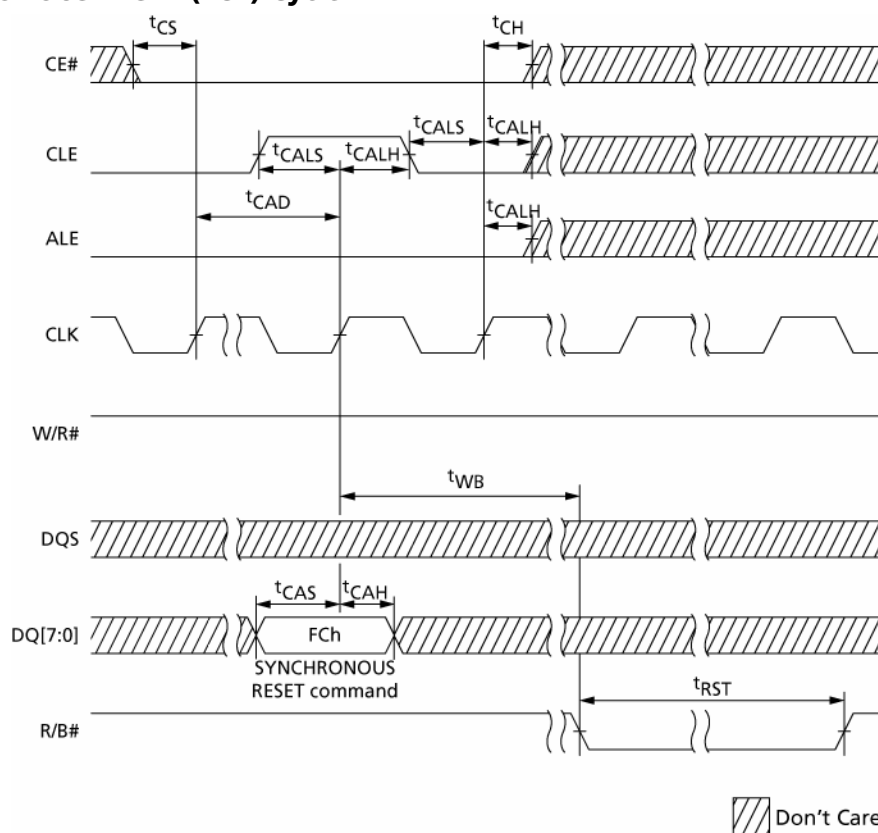 tCS
tCH
CE#
tCALS
tCALH
CLE
tCALS
tCALH
tCAD
tCALH
ALE
CLK
W/R#
tWB
DQS
tCAS
tCAH
DQ[7:0]
FCh
SYNCHRONOUS
RESET command
tRST
R/B#
Don't Care